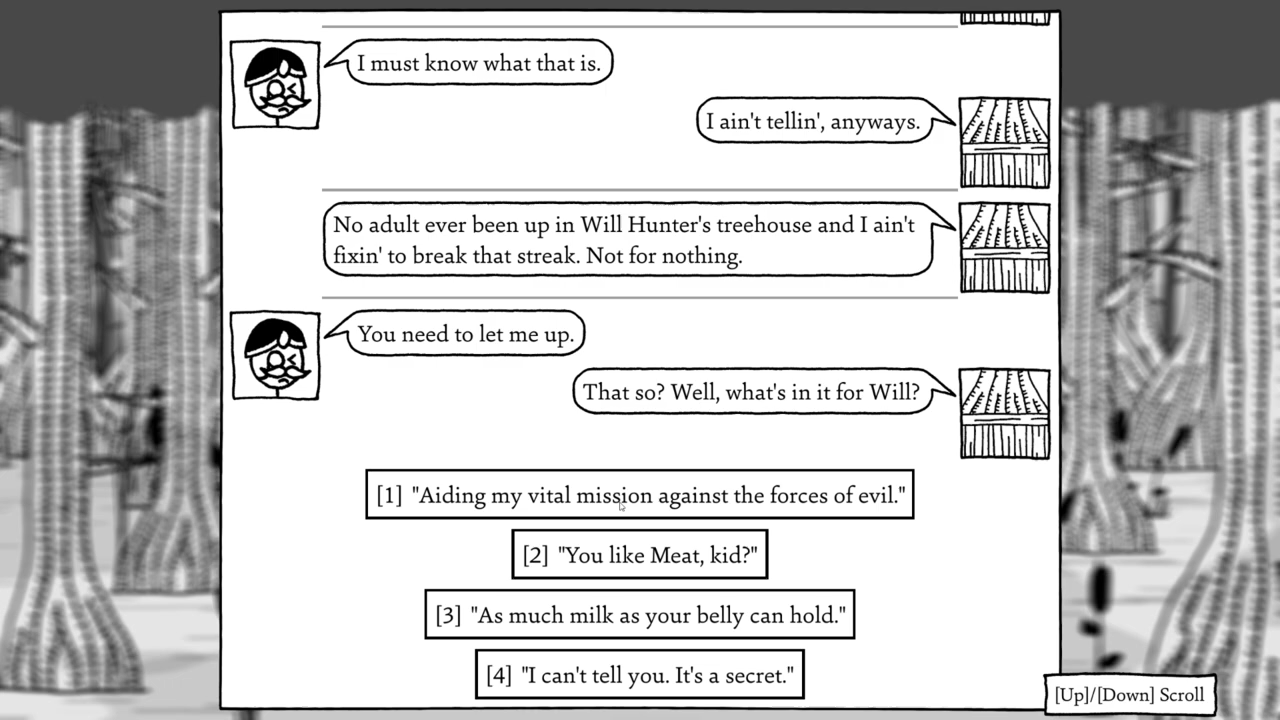 I must know what that is.
I ain't tellin', anyways.
No adult ever been up in Will Hunter's treehouse and I ain't
fixin' to break that streak. Not for nothing.
You need to let me up.
That so? Well, what's in it for Will?
[1] "Aiding my vital mission against the forces of evil."
[2] "You like Meat, kid?"
[3] "As much milk as your belly can hold."
[4] "I can't tell you. It's a secret."
[Up]/[Down] Scroll